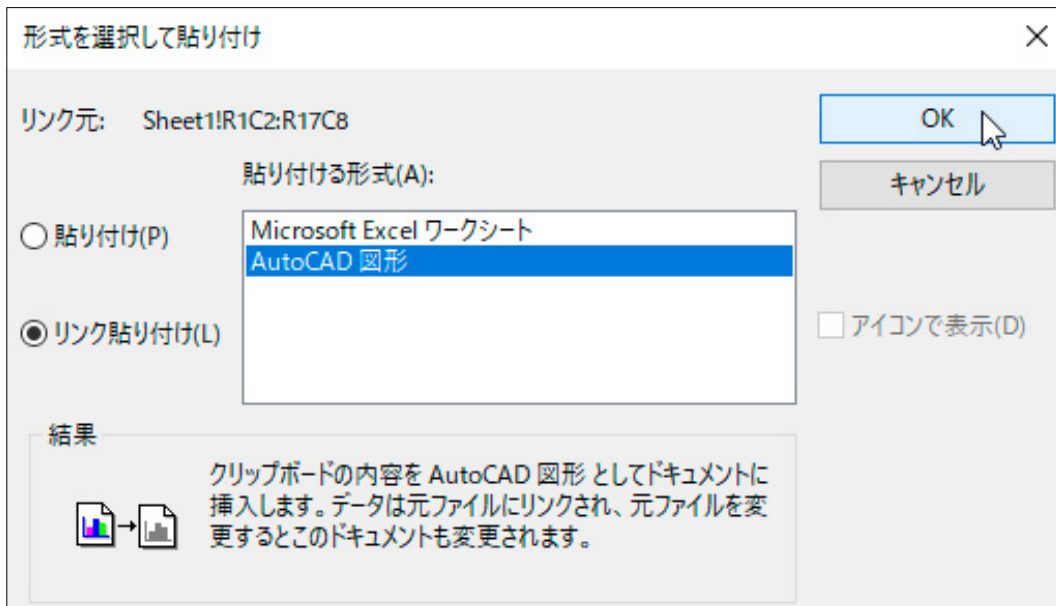 形式を選択して貼り付け
リンク元: Sheet1!R1C2:R17C8
OK
貼り付ける形式(A):
キャンセル
貼り付け(P)
Microsoft Excel ワークシート
AutoCAD 図形
リンク貼り付け(L)
アイコンで表示(D)
結果
クリップボードの内容を AutoCAD 図形 としてドキュメントに
挿入します。データは元ファイルにリンクされ、元ファイルを変
更するとこのドキュメントも変更されます。